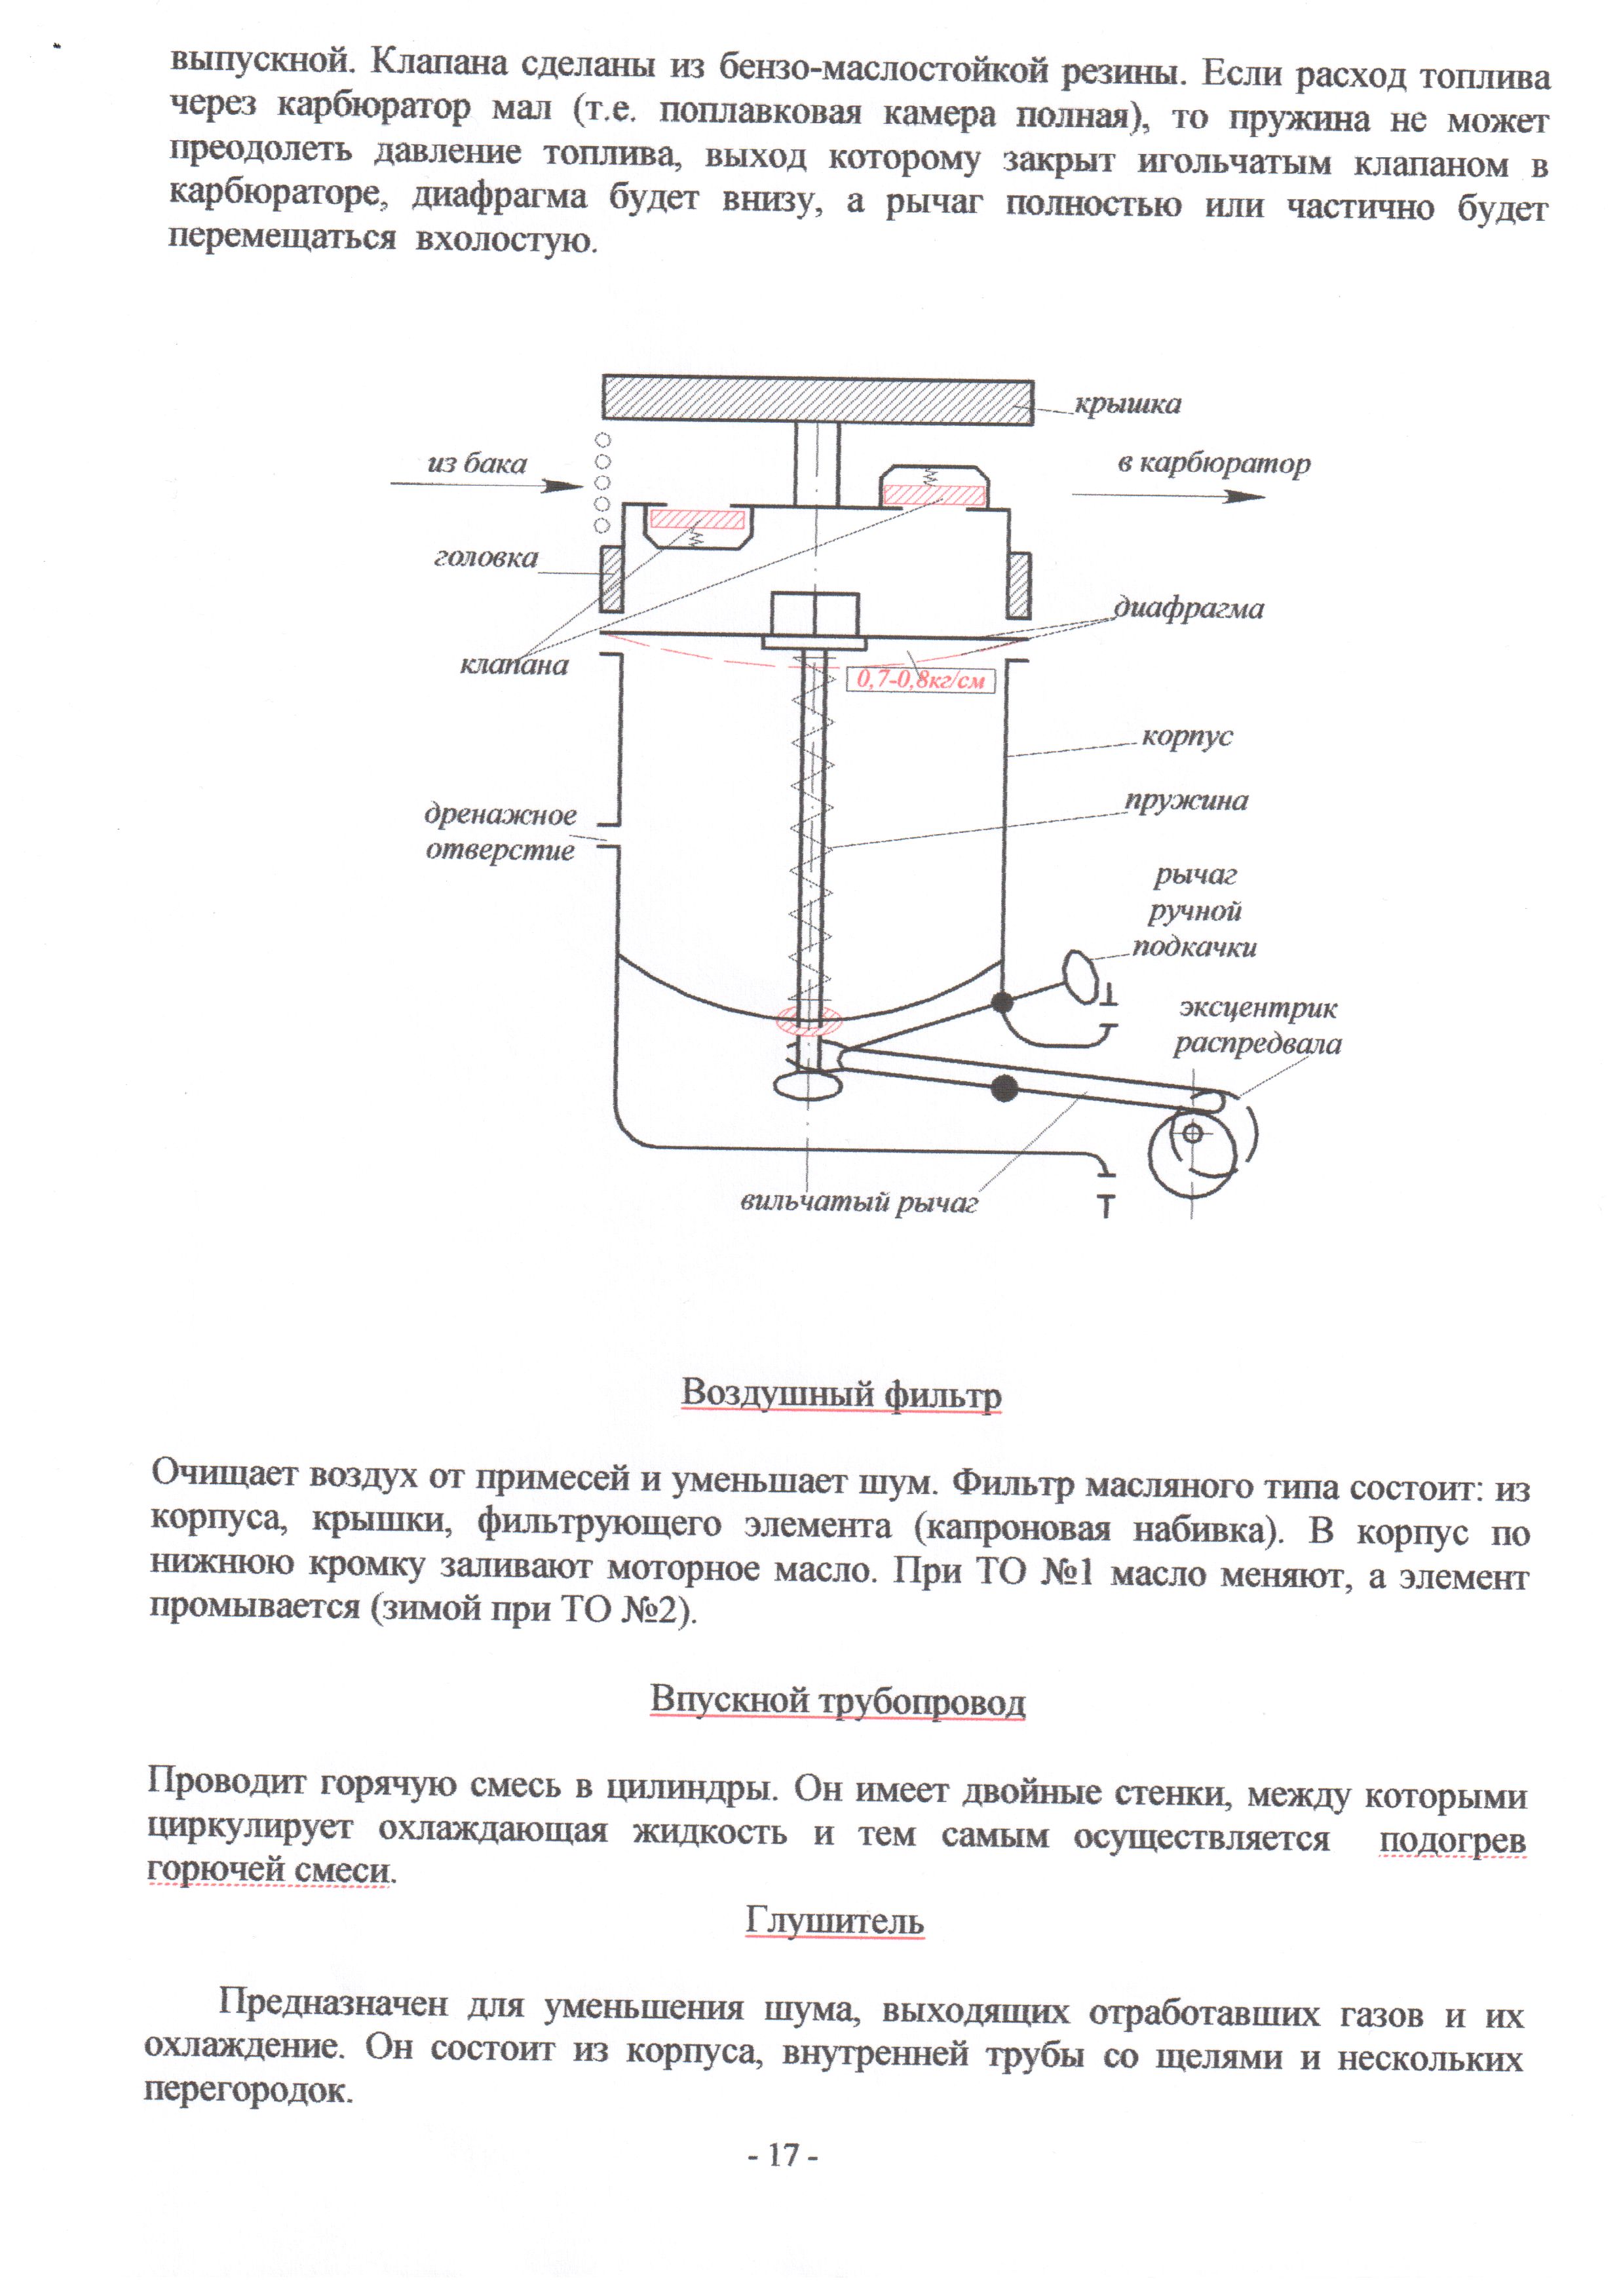 выпускной. Клапана сделаны из бензо-маслостойкой резины. Если расход топлива
через карбюратор мал (т.е. поплавковая камера полная), то пружина не может
преодолеть давление топлива, выход которому закрыт игольчатым клапаном в
карбюраторе, диафрагма будет внизу, а рычаг полностью или частично будет
перемещаться вхолостую.
крышка
из бака
в карбюратор
головка
диафрагма
клапана
0,7-0,8кг/см
корпус
пружина
дренажное
отверстие
рычаг
ручной
подкачки
эксцентрик
распредвала
вильчатый рычаг
Воздушный фильтр
Очищает воздух от примесей и уменьшает шум. Фильтр масляного типа состоит: из
корпуса, крышки, фильтрующего элемента (капроновая набивка). В корпус по
нижнюю кромку заливают моторное масло. При ТО №1 масло меняют, а элемент
промывается (зимой при ТО №2).
Впускной трубопровод
Проводит горячую смесь в цилиндры. Он имеет двойные стенки, между которыми
циркулирует охлаждающая жидкость и тем самым осуществляется подогрев
горючей смеси.
Глушитель
Предназначен для уменьшения шума, выходящих отработавших газов и их
охлаждение. Он состоит из корпуса, внутренней трубы со щелями и нескольких
перегородок.
- 17 -